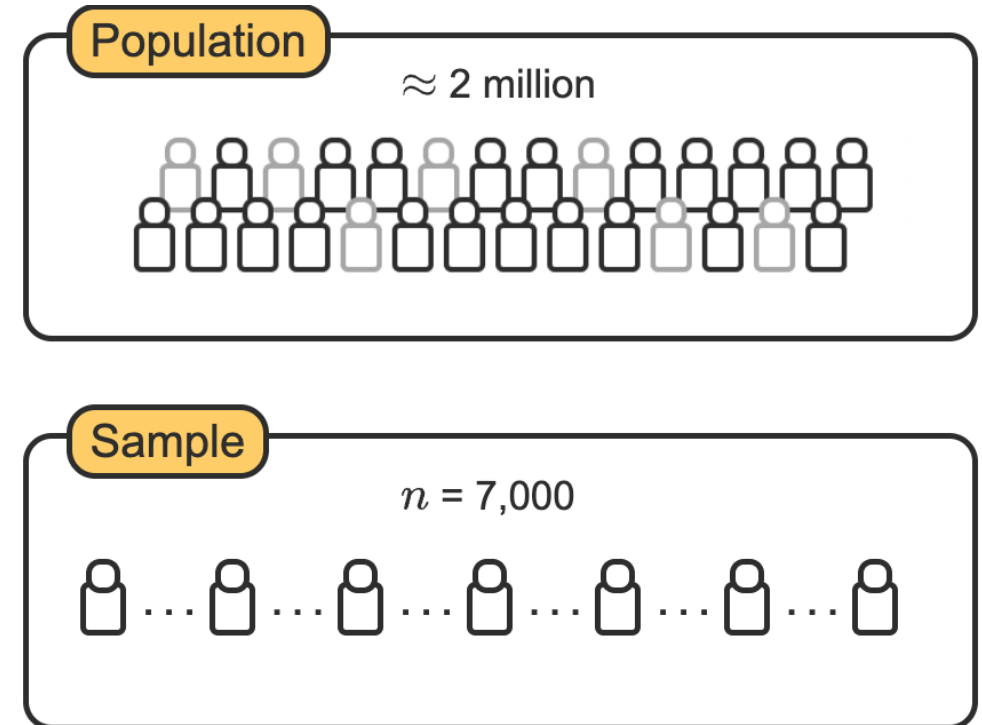 Population
≈ 2 million
Sample
n = 7,000
... ... ... ... ... ...